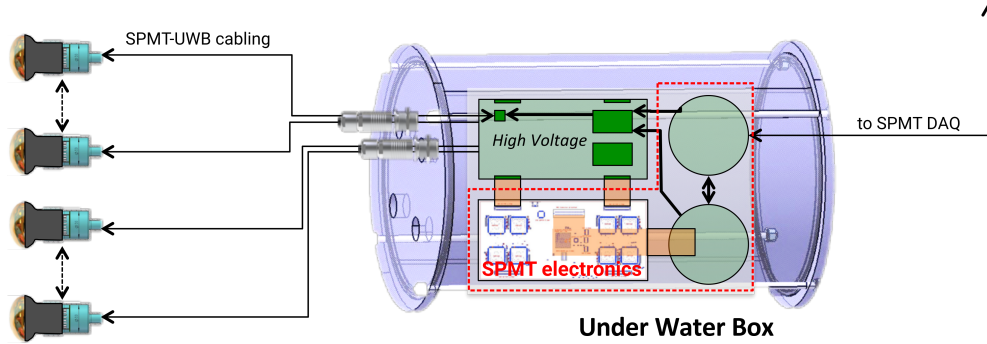 SPMT-UWB cabling
to SPMT DAQ
High Voltage
SPMT electronics
Under Water Box